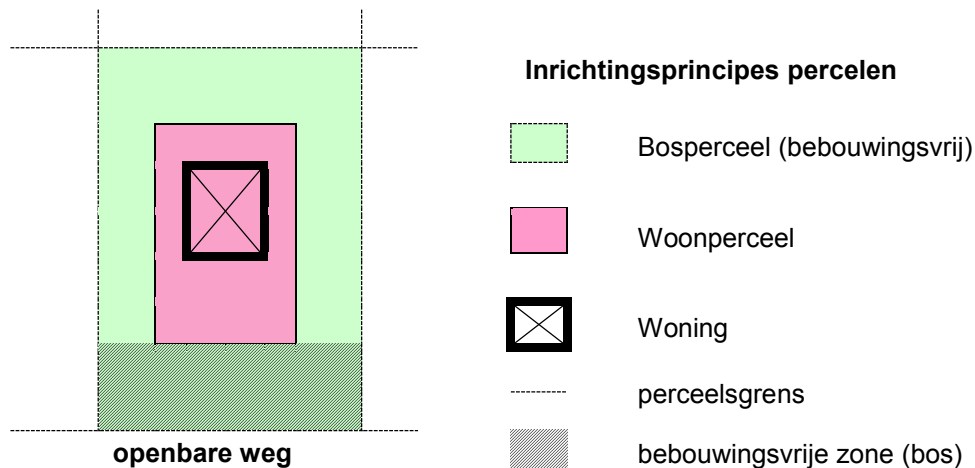 Inrichtingsprincipes percelen
Bosperceel (bebouwingsvrij)
Woonperceel
Woning
perceelsgrens
bebouwingsvrije zone (bos)
openbare weg